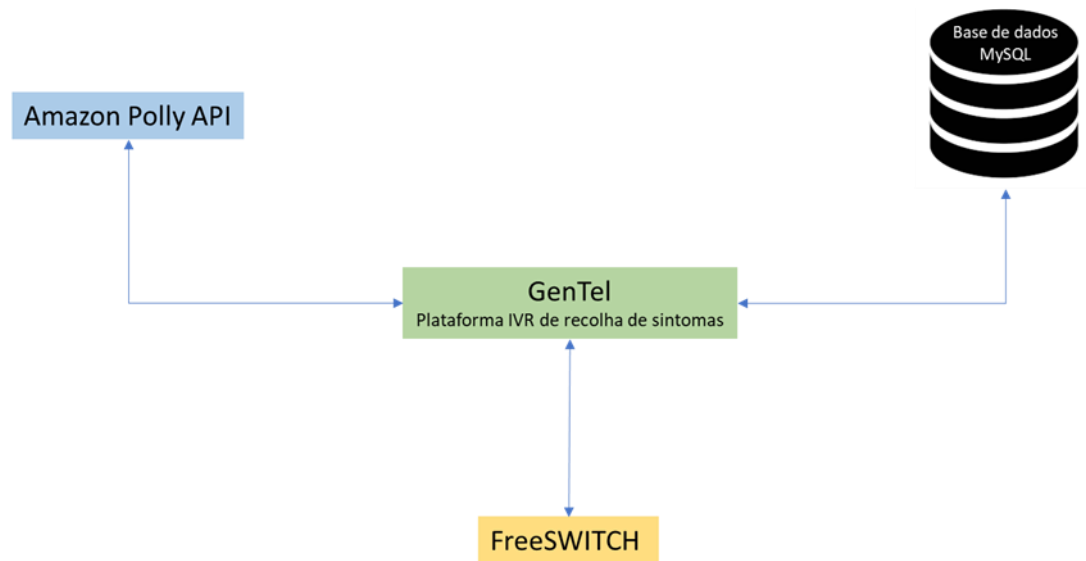 Base de dados
MySQL
Amazon Polly API
GenTel
Plataforma IVR de recolha de sintomas
FreeSWITCH